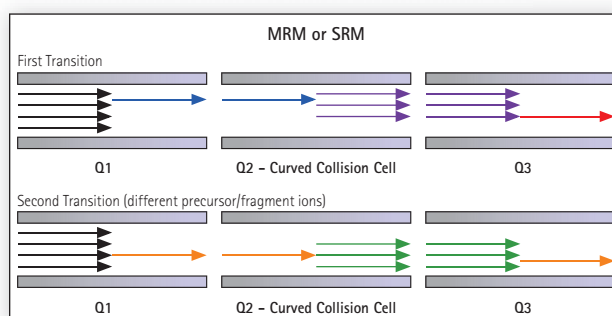 MRM or SRM
First Transition
Q1 Q2 - Curved Collision Cell Q3
Second Transition (different precursor/fragment ions)
Q1 Q2 - Curved Collision Cell Q3